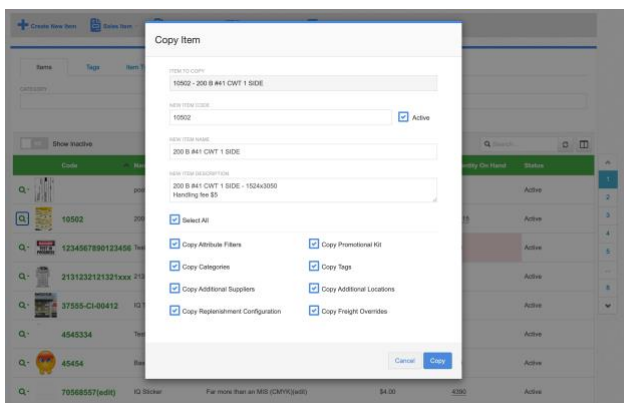 Create New Item
Sales Item
Copy Item
Items
Tags
CATEGORY
ITEM TO COPY
10502 - 200 B #41 CWT 1 SIDE
NEW ITEM CODE
10502
Active
NEW ITEM NAME
200 B #41 CWT 1 SIDE
NEW ITEM DESCRIPTION
200 B #41 CWT 1 SIDE - 1524x3050
Handling fee $5
Select All
Copy Attribute Filters
Copy Promotional Kit
Copy Categories
Copy Tags
Copy Additional Suppliers
Copy Additional Locations
Copy Replenishment Configuration
Copy Freight Overrides
Cancel
Copy
Show Inactive
Search...
Code
On Hand
Status
Active
10502
Active
1234567890123456
Active
2131232121321xxx
Active
37555-CI-00412
Active
4545334
Active
45454
Active
70568557(edit)
IQ Sticker
Far more than an MIS (CMYK)(edit)
$4.00
4390
Active
1
2
3
4
5
...